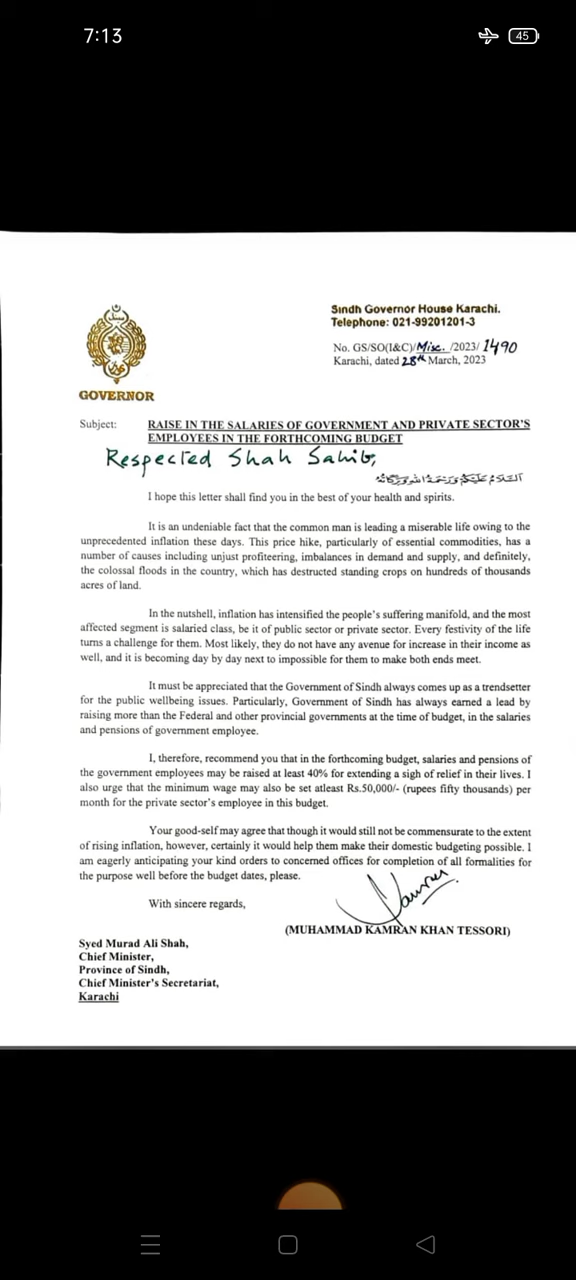 7:13
45
GOVERNOR
Sindh Governor House Karachi.
Telephone: 021-99201201-3
No. GS/SO(I&C)/Misc. /2023/ 1490
Karachi, dated 28th March, 2023
Subject: RAISE IN THE SALARIES OF GOVERNMENT AND PRIVATE SECTOR'S
EMPLOYEES IN THE FORTHCOMING BUDGET
Respected Shah Sahib,
السلام علیکم ورحمۃ اللہ وبرکاتہ
I hope this letter shall find you in the best of your health and spirits.
It is an undeniable fact that the common man is leading a miserable life owing to the
unprecedented inflation these days. This price hike, particularly of essential commodities, has a
number of causes including unjust profiteering, imbalances in demand and supply, and definitely,
the colossal floods in the country, which has destructed standing crops on hundreds of thousands
acres of land.
In the nutshell, inflation has intensified the people's suffering manifold, and the most
affected segment is salaried class, be it of public sector or private sector. Every festivity of the life
turns a challenge for them. Most likely, they do not have any avenue for increase in their income as
well, and it is becoming day by day next to impossible for them to make both ends meet.
It must be appreciated that the Government of Sindh always comes up as a trendsetter
for the public wellbeing issues. Particularly, Government of Sindh has always earned a lead by
raising more than the Federal and other provincial governments at the time of budget, in the salaries
and pensions of government employee.
I, therefore, recommend you that in the forthcoming budget, salaries and pensions of
the government employees may be raised at least 40% for extending a sigh of relief in their lives. I
also urge that the minimum wage may also be set atleast Rs.50,000/- (rupees fifty thousands) per
month for the private sector's employee in this budget.
Your good-self may agree that though it would still not be commensurate to the extent
of rising inflation, however, certainly it would help them make their domestic budgeting possible. I
am eagerly anticipating your kind orders to concerned offices for completion of all formalities for
the purpose well before the budget dates, please.
With sincere regards,
(MUHAMMAD KAMRAN KHAN TESSORI)
Syed Murad Ali Shah,
Chief Minister,
Province of Sindh,
Chief Minister's Secretariat,
Karachi